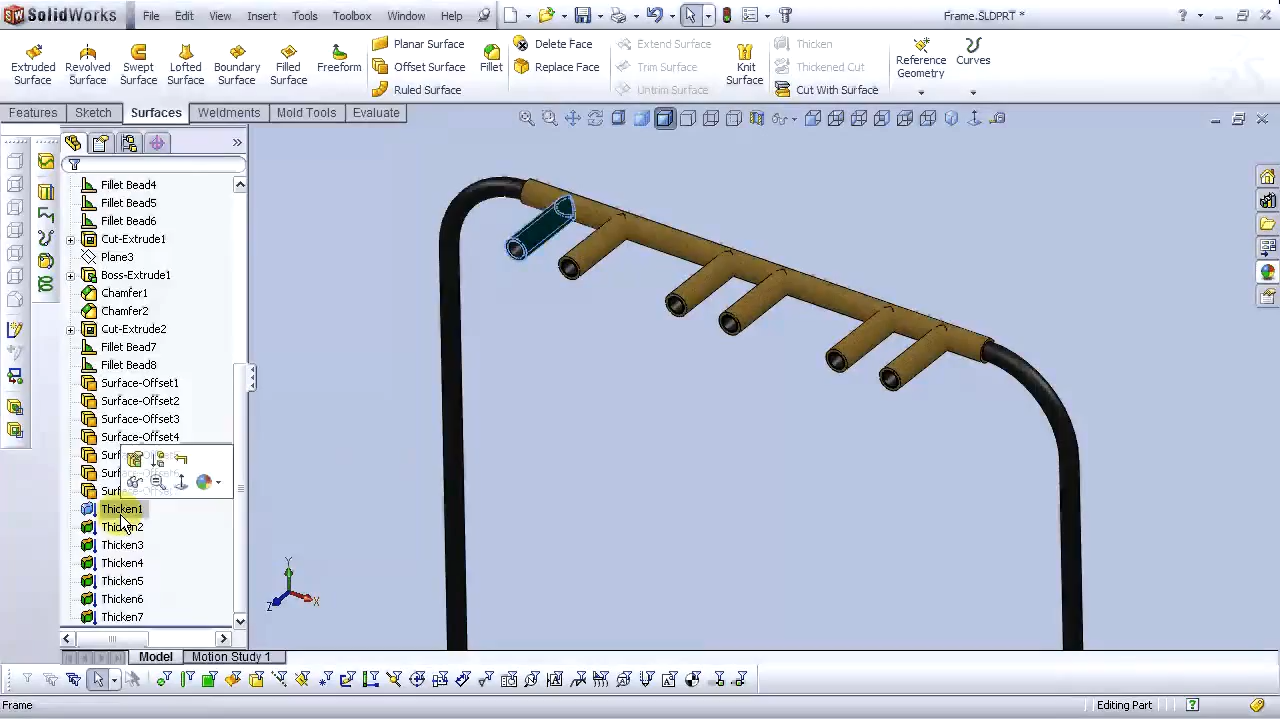 SolidWorks File Edit View Insert Tools Toolbox Window Help Frame.SLDPRT *
Extruded Surface
Revolved Surface
Swept Surface
Lofted Surface
Boundary Surface
Filled Surface
Freeform
Planar Surface
Offset Surface
Ruled Surface
Fillet
Delete Face
Replace Face
Extend Surface
Trim Surface
Untrim Surface
Knit Surface
Thicken
Thickened Cut
Cut With Surface
Reference Geometry
Curves
Features Sketch Surfaces Weldments Mold Tools Evaluate
Fillet Bead4
Fillet Bead5
Fillet Bead6
Cut-Extrude1
Plane3
Boss-Extrude1
Chamfer1
Chamfer2
Cut-Extrude2
Fillet Bead7
Fillet Bead8
Surface-Offset1
Surface-Offset2
Surface-Offset3
Surface-Offset4
Thicken1
Thicken2
Thicken3
Thicken4
Thicken5
Thicken6
Thicken7
Y
Z X
Model Motion Study 1
Frame Editing Part